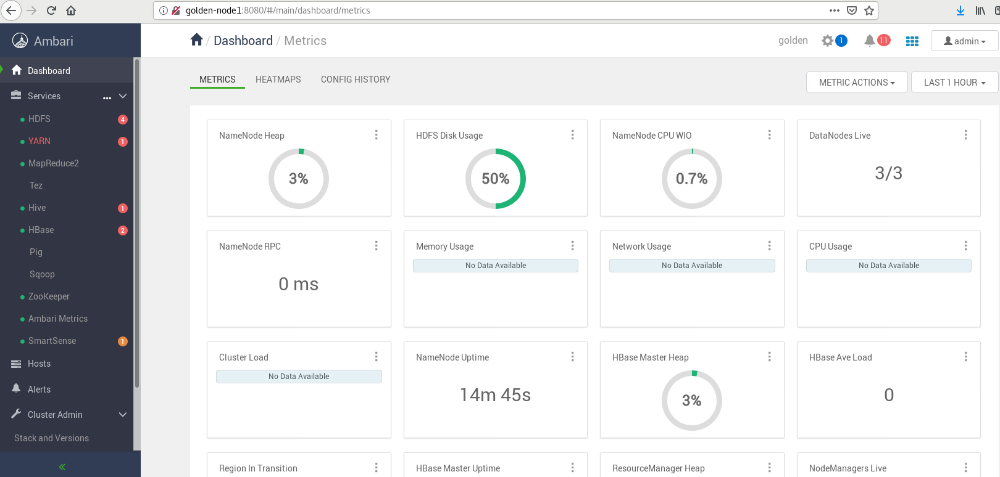 golden-node1:8080/#/main/dashboard/metrics
Ambari
Dashboard / Metrics
golden
1
11
admin
Dashboard
Services
HDFS 4
YARN 1
MapReduce2
Tez
Hive 1
HBase 2
Pig
Sqoop
ZooKeeper
Ambari Metrics
SmartSense 1
Hosts
Alerts
Cluster Admin
Stack and Versions
METRICS HEATMAPS CONFIG HISTORY
METRIC ACTIONS LAST 1 HOUR
NameNode Heap
3%
HDFS Disk Usage
50%
NameNode CPU WIO
0.7%
DataNodes Live
3/3
NameNode RPC
0 ms
Memory Usage
No Data Available
Network Usage
No Data Available
CPU Usage
No Data Available
Cluster Load
No Data Available
NameNode Uptime
14m 45s
HBase Master Heap
3%
HBase Ave Load
0
Region In Transition
HBase Master Uptime
ResourceManager Heap
NodeManagers Live